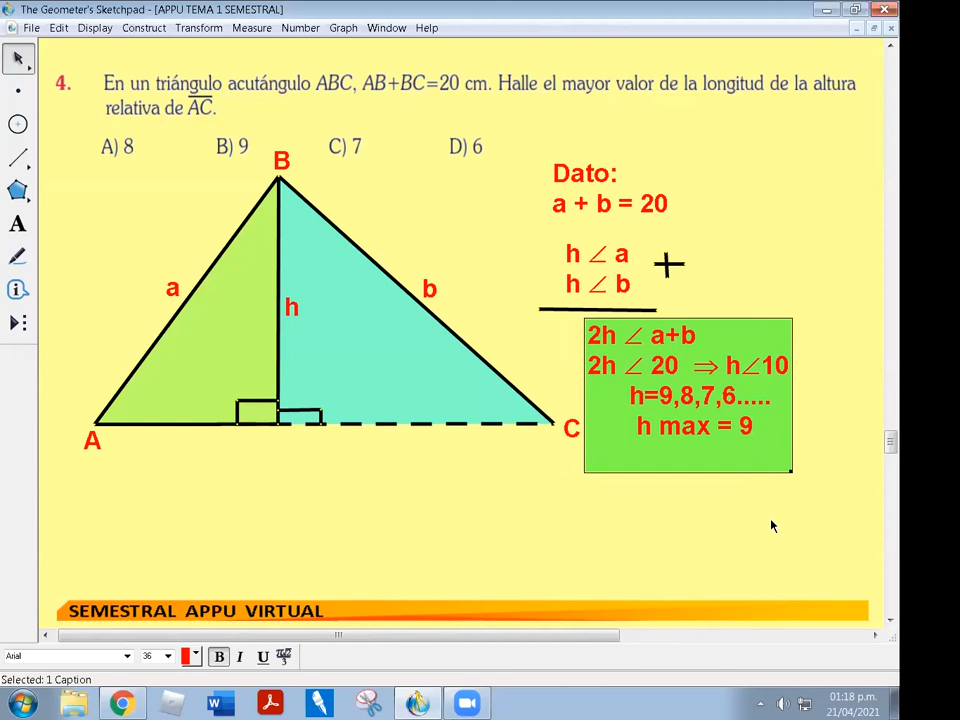 The Geometer's Sketchpad - [APPU TEMA 1 SEMESTRAL]
File Edit Display Construct Transform Measure Number Graph Window Help
4. En un triángulo acutángulo ABC, AB+BC=20 cm. Halle el mayor valor de la longitud de la altura
relativa de AC.
A) 8 B) 9 C) 7 D) 6
B
Dato:
a + b = 20
h ∠ a
+
h ∠ b
a
b
h
2h ∠ a+b
2h ∠ 20 ⇒ h∠10
h=9,8,7,6.....
h max = 9
A
C
SEMESTRAL APPU VIRTUAL
Arial 36 B I U
Selected: 1 Caption
01:18 p.m.
21/04/2021